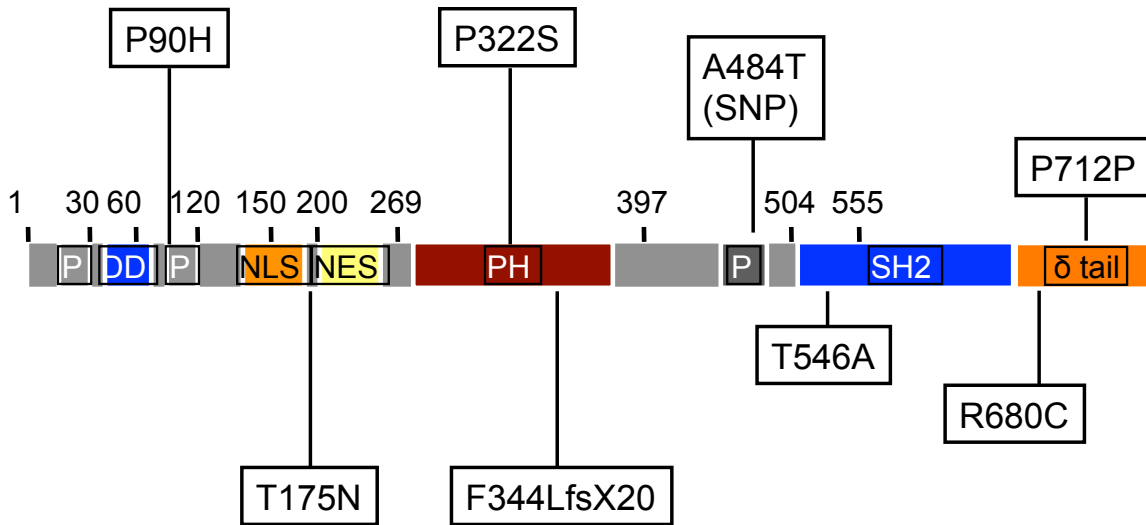 P90H
P322S
A484T
(SNP)
P712P
1 30 60 120 150 200 269 397 504 555
P DD P NLS NES PH P SH2 δ tail
T546A
R680C
T175N
F344LfsX20